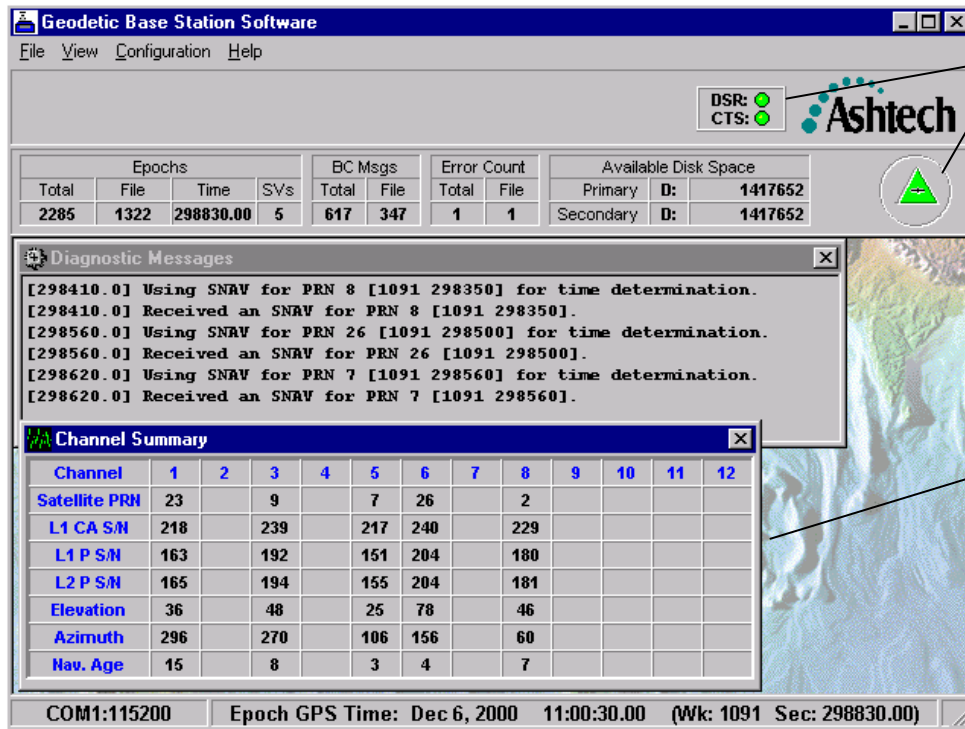 Geodetic Base Station Software
File View Configuration Help
DSR:
CTS:
Ashtech
Epochs BC Msgs Error Count Available Disk Space
Total File Time SVs Total File Total File Primary D: 1417652
2285 1322 298830.00 5 617 347 1 1 Secondary D: 1417652
Diagnostic Messages
[298410.0] Using SNAV for PRN 8 [1091 298350] for time determination.
[298410.0] Received an SNAV for PRN 8 [1091 298350].
[298560.0] Using SNAV for PRN 26 [1091 298500] for time determination.
[298560.0] Received an SNAV for PRN 26 [1091 298500].
[298620.0] Using SNAV for PRN 7 [1091 298560] for time determination.
[298620.0] Received an SNAV for PRN 7 [1091 298560].
Channel Summary
Channel 1 2 3 4 5 6 7 8 9 10 11 12
Satellite PRN 23 9 7 26 2
L1 CA S/N 218 239 217 240 229
L1 P S/N 163 192 151 204 180
L2 P S/N 165 194 155 204 181
Elevation 36 48 25 78 46
Azimuth 296 270 106 156 60
Nav. Age 15 8 3 4 7
COM1:115200 Epoch GPS Time: Dec 6, 2000 11:00:30.00 (Wk: 1091 Sec: 298830.00)